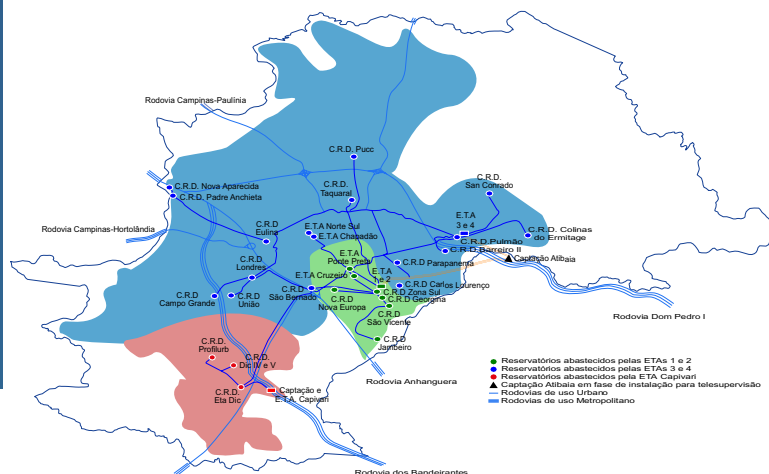 Rodovia Campinas-Paulínia
C.R.D. Pucc
C.R.D.
San Conrado
C.R.D. Nova Aparecida
C.R.D. Padre Anchieta
C.R.D.
Taquaral
E.T.A
3 e 4
C.R.D. Colinas
do Ermitage
Rodovia Campinas-Hortolândia
C.R.D
Eulina
E.T.A Norte Sul
E.T.A Chapadão
C.R.D. Pulmão
C.R.D. Barreiro II
Captação Atibaia
C.R.D.
Londres
E.T.A
Ponte Preta
E.T.A Cruzeiro
E.T.A
1 e 2
C.R.D. Parapanema
C.R.D
Campo Grande
C.R.D
União
C.R.D
São Bernado
C.R.D
Nova Europa
C.R.D Carlos Lourenço
C.R.D Zona Sul
C.R.D Georgina
C.R.D
São Vicente
Rodovia Dom Pedro I
C.R.D
Jambeiro
C.R.D.
Profilurb
C.R.D.
Dic IV e V
C.R.D.
Eta Dic
Captação e
E.T.A. Capivari
Rodovia Anhanguera
Reservatórios abastecidos pelas ETAs 1 e 2
Reservatórios abastecidos pelas ETAs 3 e 4
Reservatórios abastecidos pela ETA Capivari
Captação Atibaia em fase de instalação para telesupervisão
Rodovias de uso Urbano
Rodovias de uso Metropolitano
Rodovia dos Bandeirantes